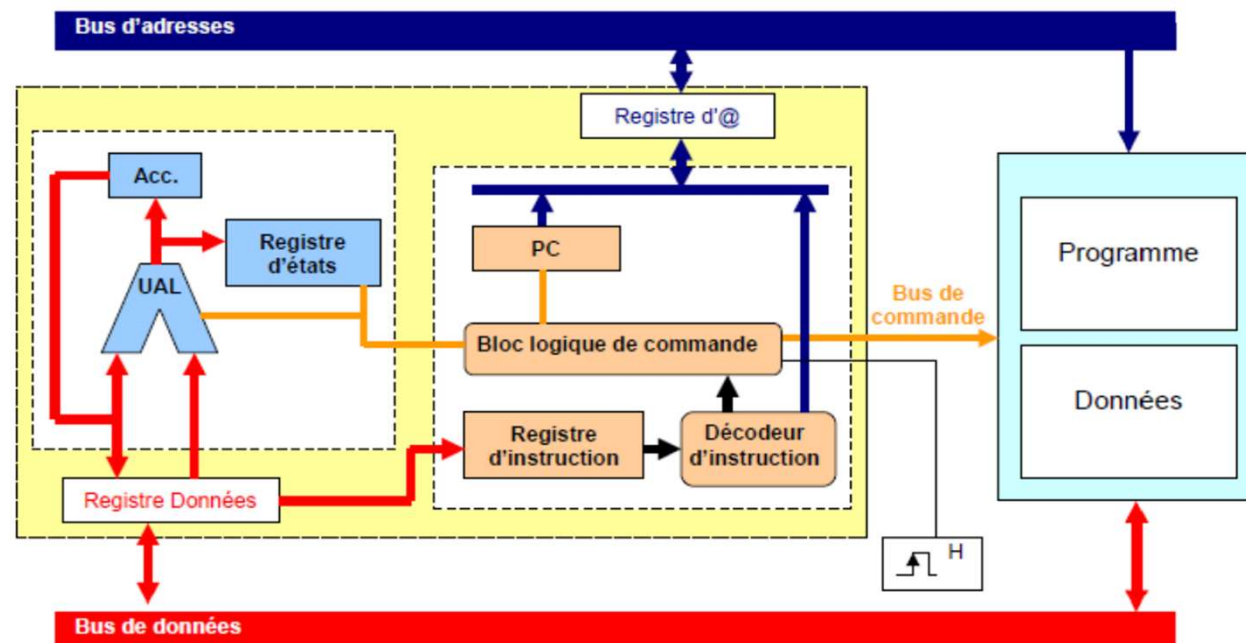 Bus d'adresses
Registre d'@
Acc.
Registre
d'états
UAL
PC
Bloc logique de commande
Registre
d'instruction
Décodeur
d'instruction
Registre Données
Bus de
commande
Programme
Données
H
Bus de données